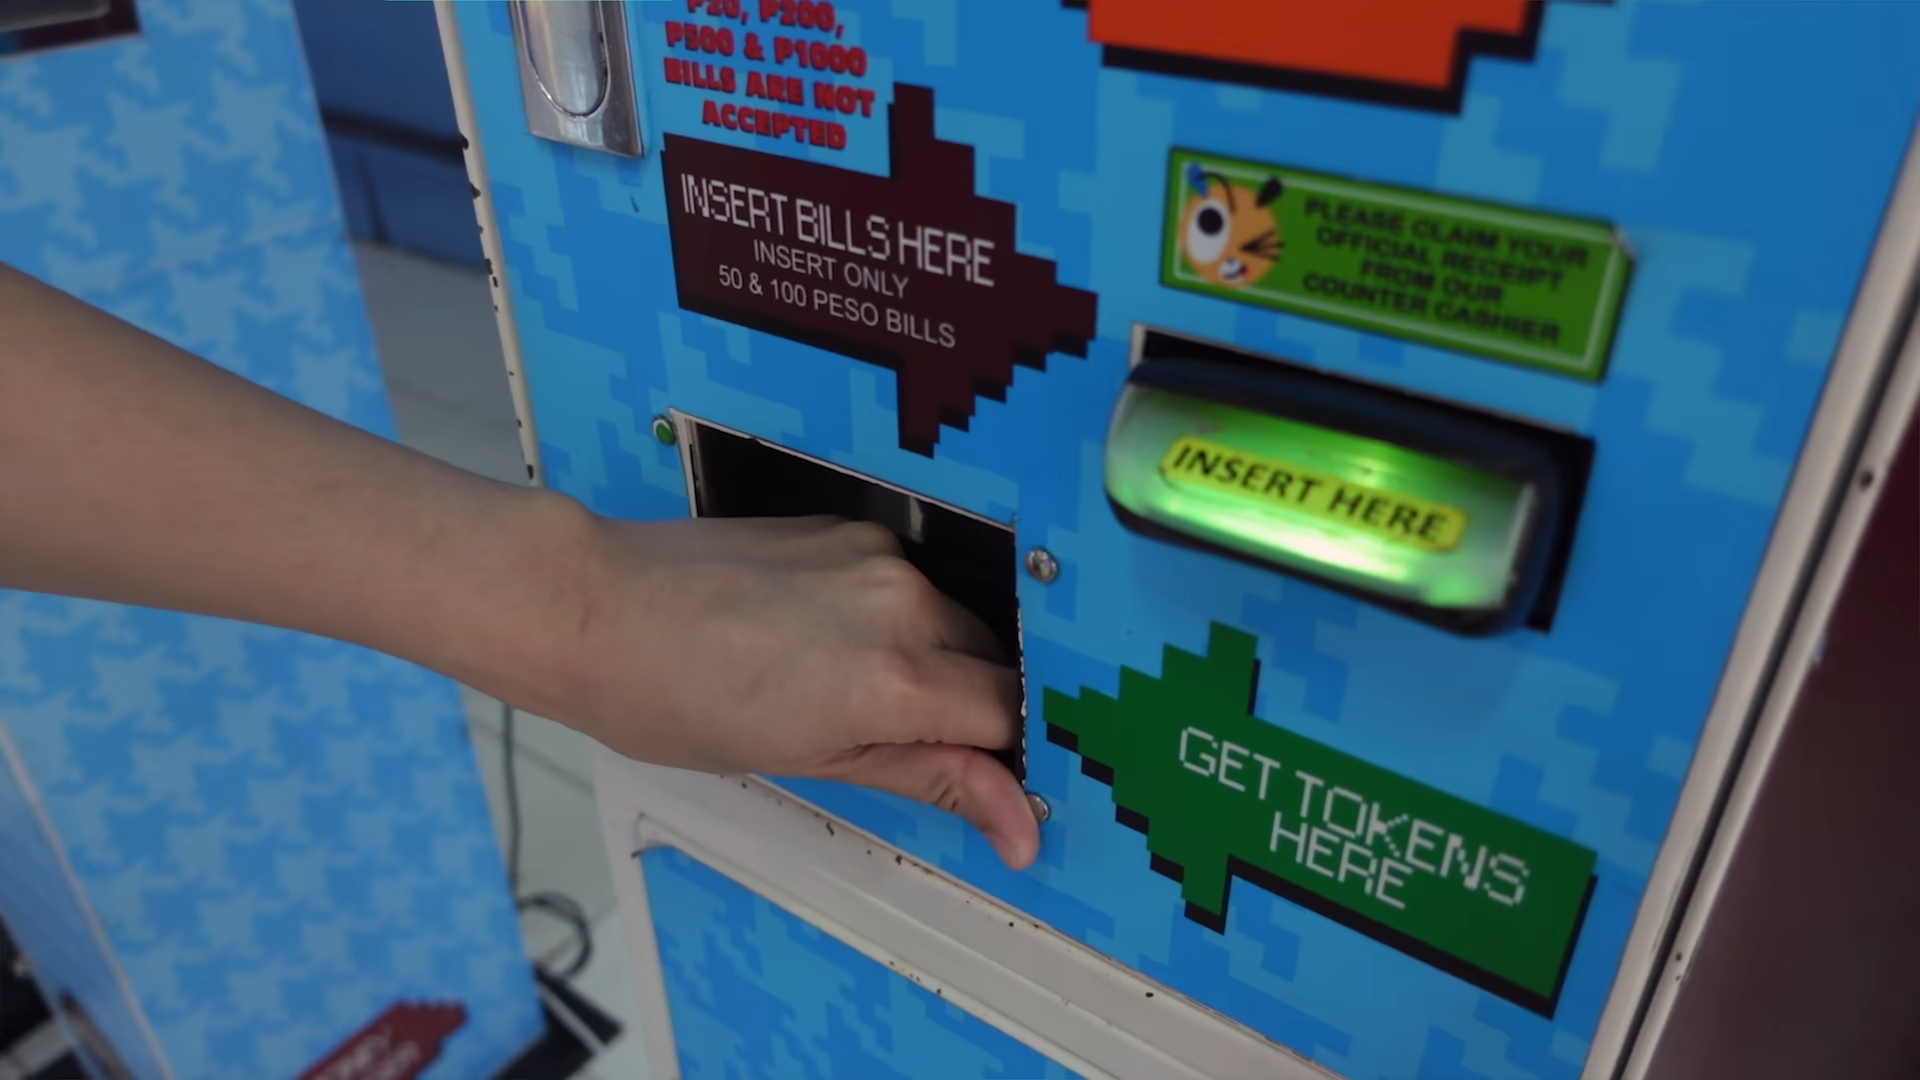 P20, P200,
P500 & P1000
BILLS ARE NOT
ACCEPTED
INSERT BILLS HERE
INSERT ONLY
50 & 100 PESO BILLS
PLEASE CLAIM YOUR
OFFICIAL RECEIPT
FROM OUR
COUNTER CASHIER
INSERT HERE
GET TOKENS
HERE